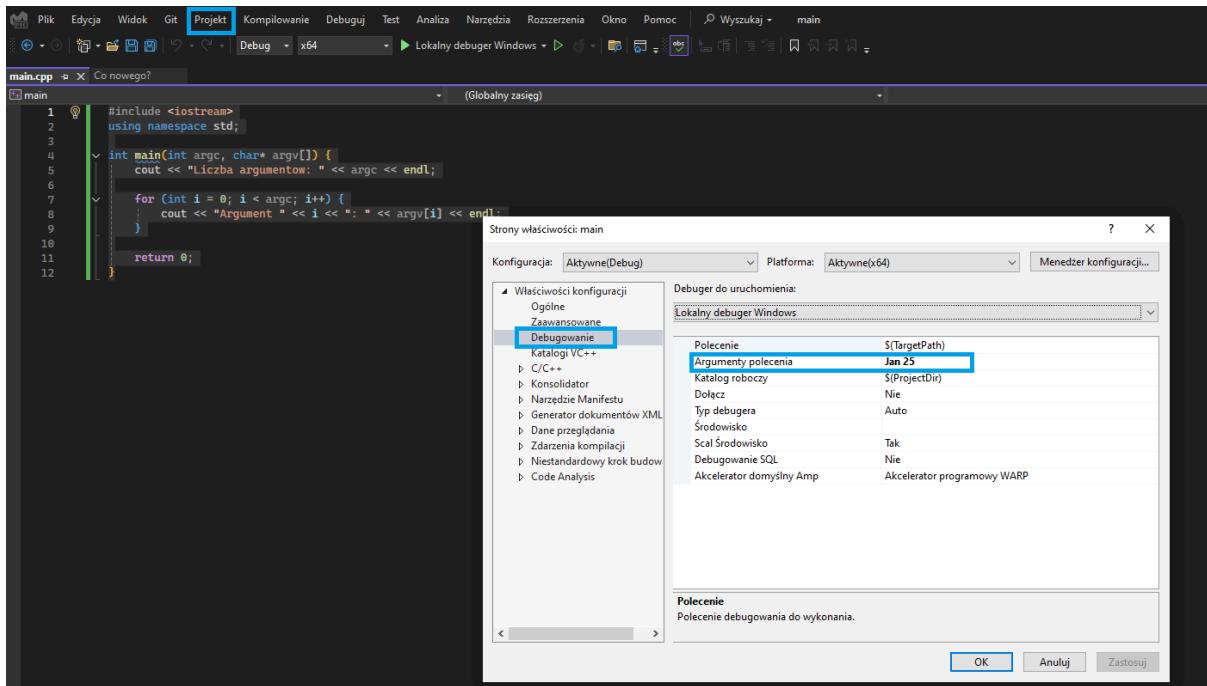 Plik Edycja Widok Git Projekt Kompilowanie Debuguj Test Analiza Narzędzia Rozszerzenia Okno Pomoc Wyszukaj main
Debug x64 Lokalny debuger Windows abc
main.cpp Co nowego?
main (Globalny zasięg)
1 #include <iostream>
2 using namespace std;
3
4 int main(int argc, char* argv[]) {
5 cout << "Liczba argumentow: " << argc << endl;
6
7 for (int i = 0; i < argc; i++) {
8 cout << "Argument " << i << ": " << argv[i] << endl;
9 }
10
11 return 0;
12 }
Strony właściwości: main ? X
Konfiguracja: Aktywne(Debug) Platforma: Aktywne(x64) Menedżer konfiguracji...
Właściwości konfiguracji
Ogólne
Zaawansowane
Debugowanie
Katalogi VC++
C/C++
Konsolidator
Narzędzie Manifestu
Generator dokumentów XML
Dane przeglądania
Zdarzenia kompilacji
Niestandardowy krok budow
Code Analysis
Debuger do uruchomienia:
Lokalny debuger Windows
Polecenie $(TargetPath)
Argumenty polecenia Jan 25
Katalog roboczy $(ProjectDir)
Dołącz Nie
Typ debugera Auto
Środowisko
Scal Środowisko Tak
Debugowanie SQL Nie
Akcelerator domyślny Amp Akcelerator programowy WARP
Polecenie
Polecenie debugowania do wykonania.
OK Anuluj Zastosuj